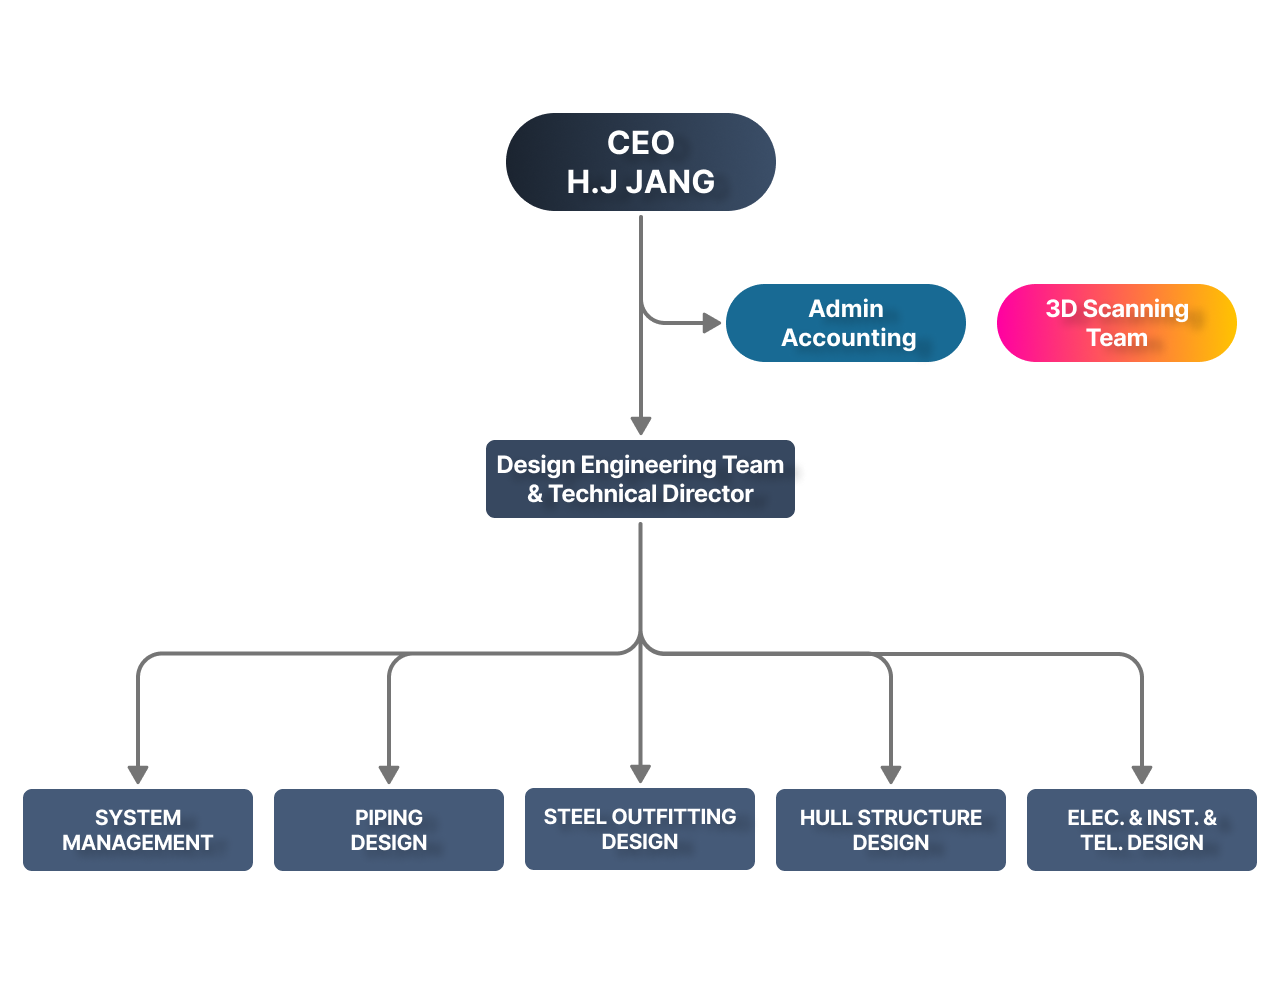 CEO
H.J JANG
Admin
Accounting
3D Scanning
Team
Design Engineering Team
& Technical Director
SYSTEM
MANAGEMENT
PIPING
DESIGN
STEEL OUTFITTING
DESIGN
HULL STRUCTURE
DESIGN
ELEC. & INST. &
TEL. DESIGN